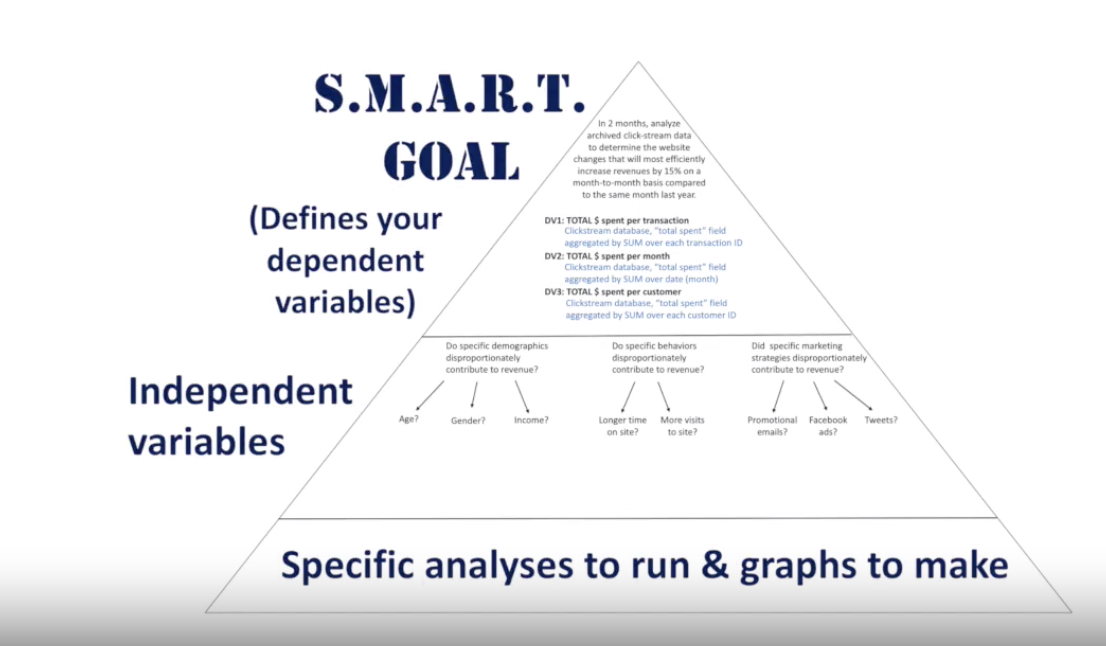 S.M.A.R.T.
GOAL
(Defines your
dependent
variables)
In 2 months, analyze
archived click-stream data
to determine the website
changes that will most efficiently
increase revenues by 15% on a
month-to-month basis compared
to the same month last year.
DV1: TOTAL $ spent per transaction
Clickstream database, "total spent" field
aggregated by SUM over each transaction ID
DV2: TOTAL $ spent per month
Clickstream database, "total spent" field
aggregated by SUM over date (month)
DV3: TOTAL $ spent per customer
Clickstream database, "total spent" field
aggregated by SUM over each customer ID
Independent
variables
Do specific demographics
disproportionately
contribute to revenue?
Age?
Gender?
Income?
Do specific behaviors
disproportionately
contribute to revenue?
Longer time
on site?
More visits
to site?
Did specific marketing
strategies disproportionately
contribute to revenue?
Promotional
emails?
Facebook
ads?
Tweets?
Specific analyses to run & graphs to make